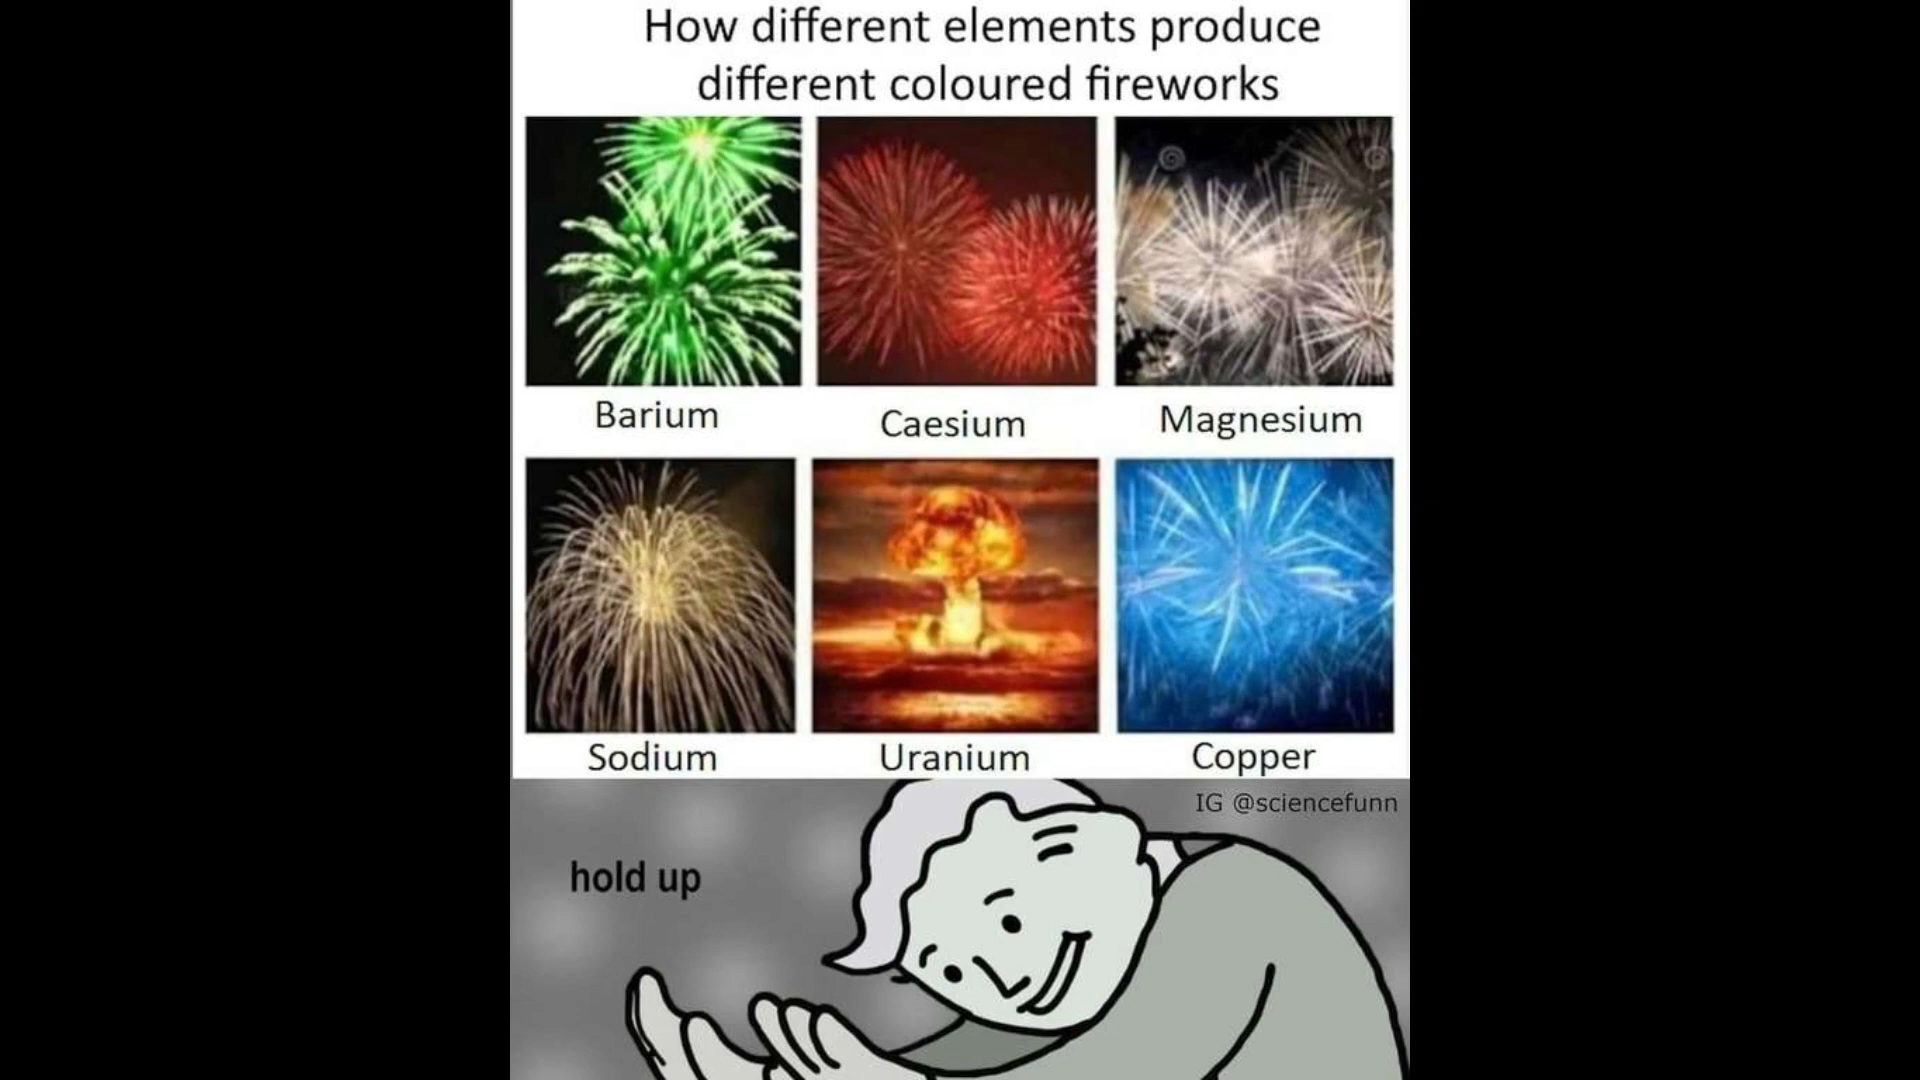 How different elements produce
different coloured fireworks
Barium
Caesium
Magnesium
Sodium
Uranium
Copper
IG @sciencefunn
hold up